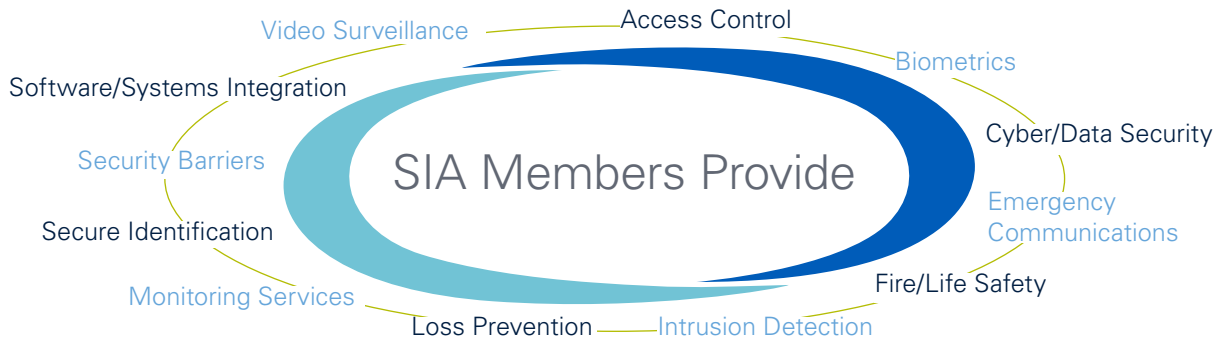 Access Control
Video Surveillance
Biometrics
Software/Systems Integration
Cyber/Data Security
Security Barriers
SIA Members Provide
Emergency
Communications
Secure Identification
Fire/Life Safety
Monitoring Services
Loss Prevention
Intrusion Detection